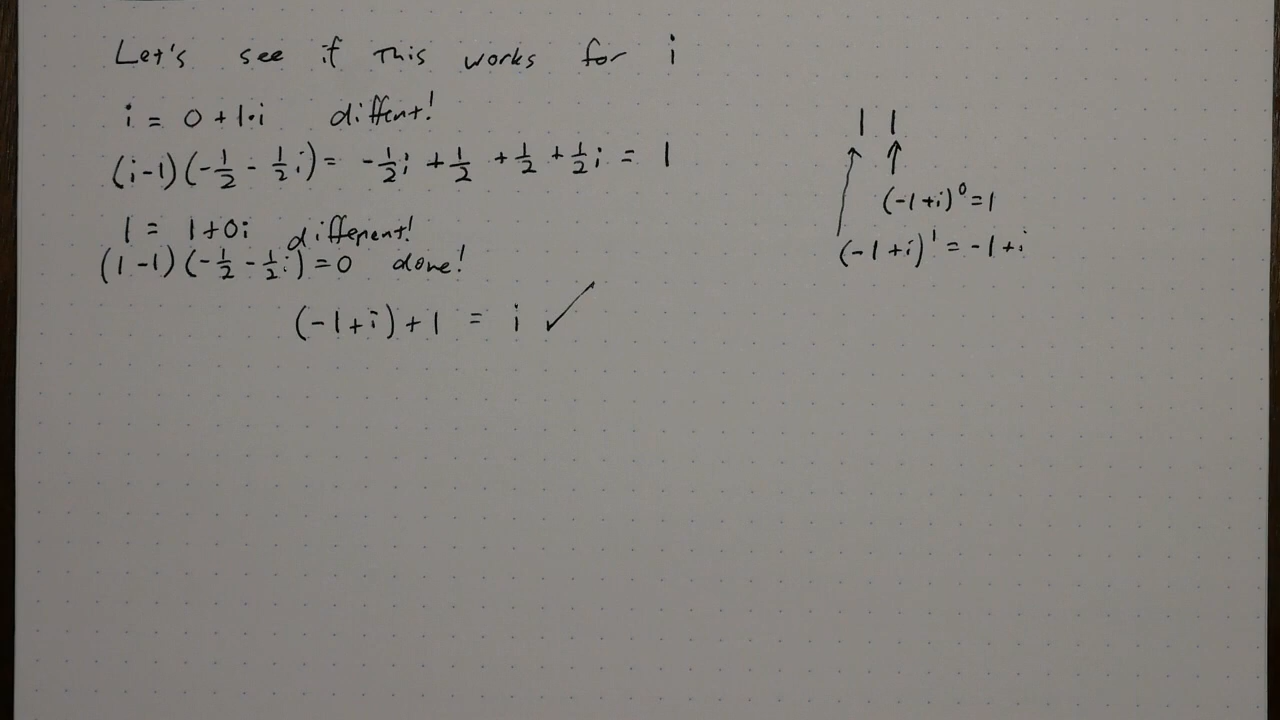 Let's see if this works for i
i = 0 + 1·i diffent!
(i-1)(-1/2 - 1/2 i) = -1/2 i + 1/2 + 1/2 + 1/2 i = 1
1 = 1+0i different!
(1-1)(-1/2 - 1/2 i) = 0 done!
(-1+i)+1 = i ✓
1 1
(-1+i)^0 = 1
(-1+i)^1 = -1+i